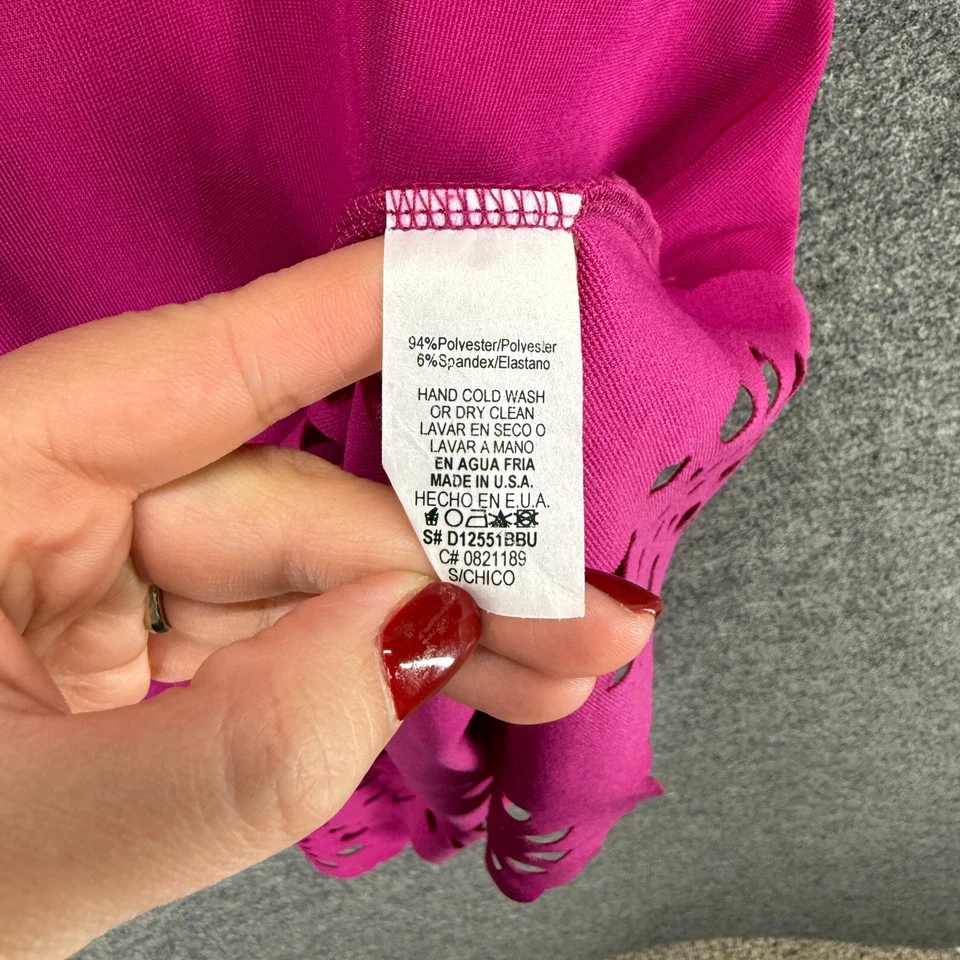 94%Polyester/Polyester
6%Spandex/Elastano
HAND COLD WASH
OR DRY CLEAN
LAVAR EN SECO O
LAVAR A MANO
EN AGUA FRIA
MADE IN U.S.A.
HECHO EN E.U.A.
S# D12551BBU
C# 0821189
S/CHICO